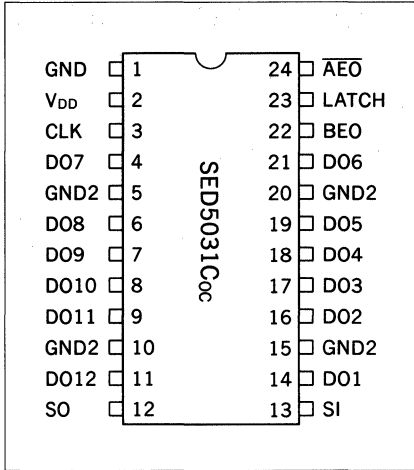 GND 1 24 A̅E̅O̅
VDD 2 23 LATCH
CLK 3 22 BEO
DO7 4 21 DO6
GND2 5 20 GND2
DO8 6 19 DO5
DO9 7 18 DO4
DO10 8 17 DO3
DO11 9 16 DO2
GND2 10 15 GND2
DO12 11 14 DO1
SO 12 13 SI
SED5031C0C